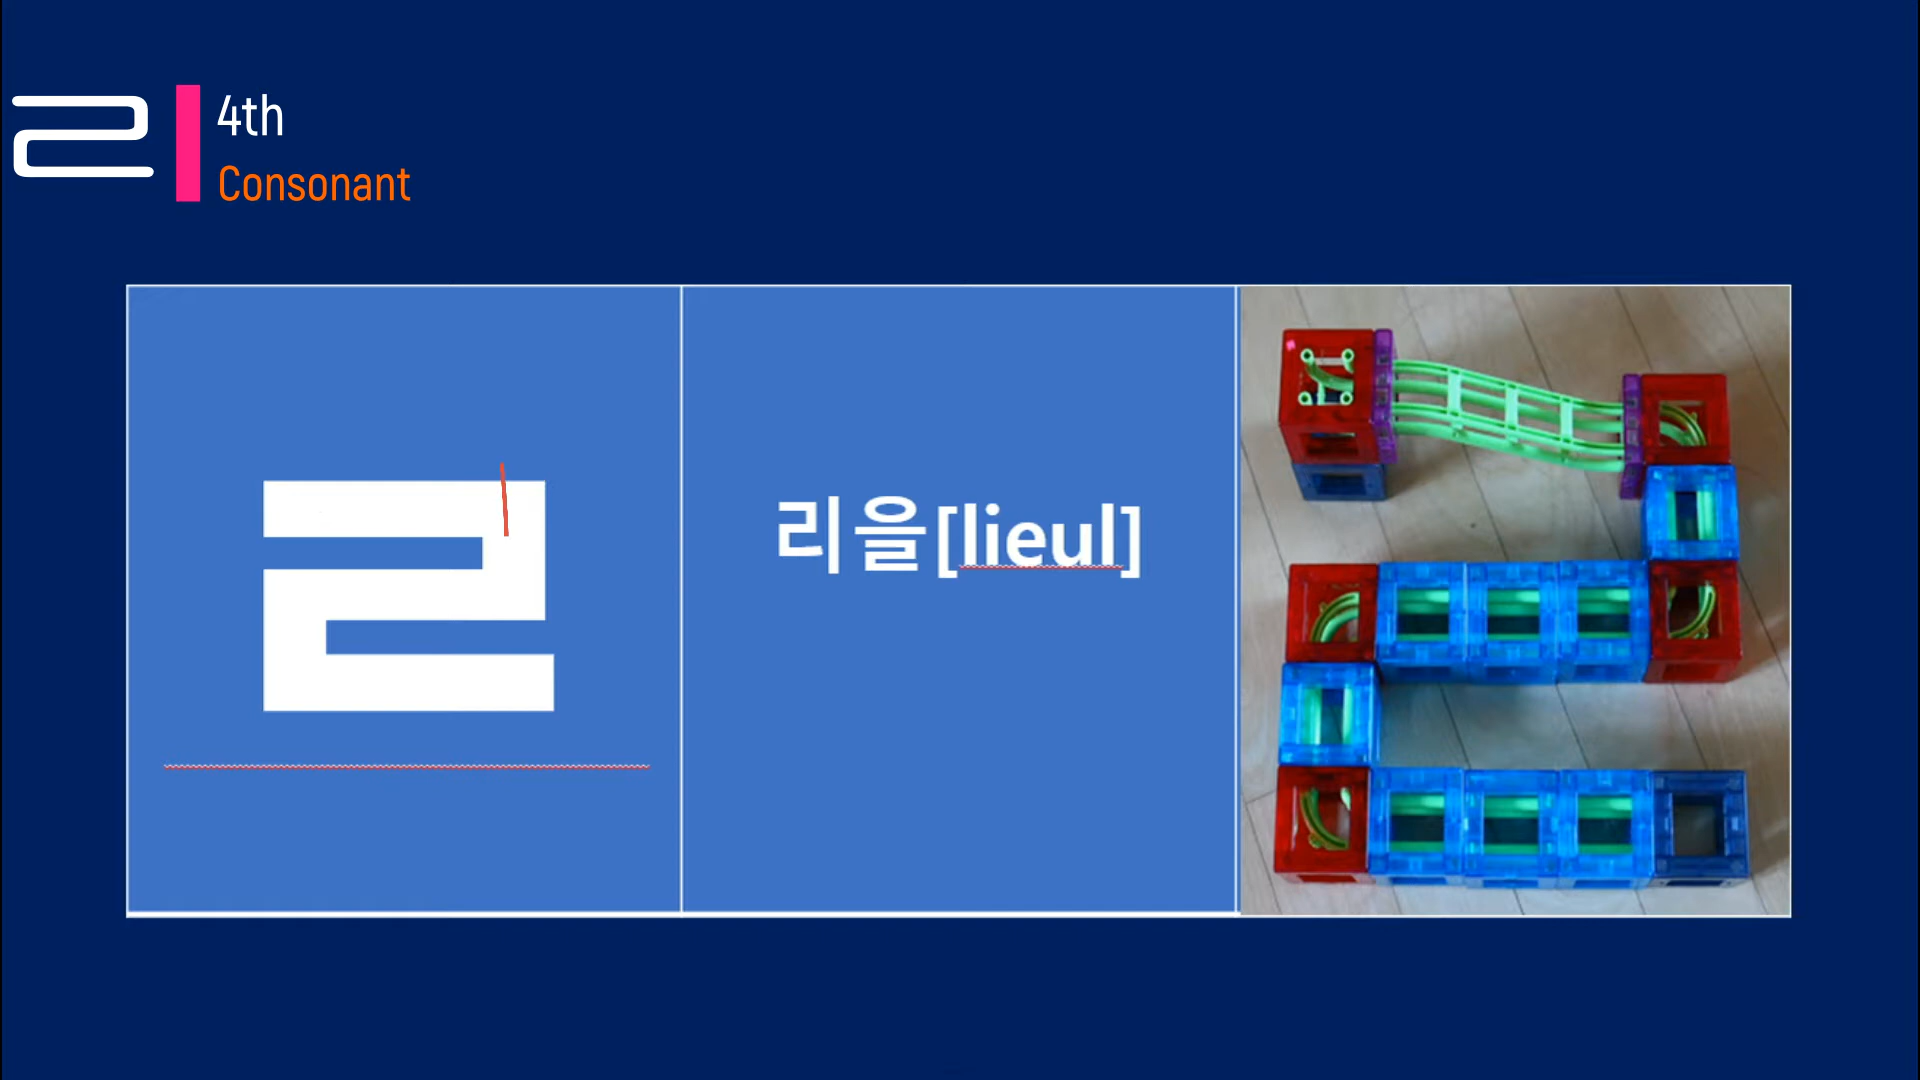 ㄹ
4th
Consonant
ㄹ
리을[lieul]